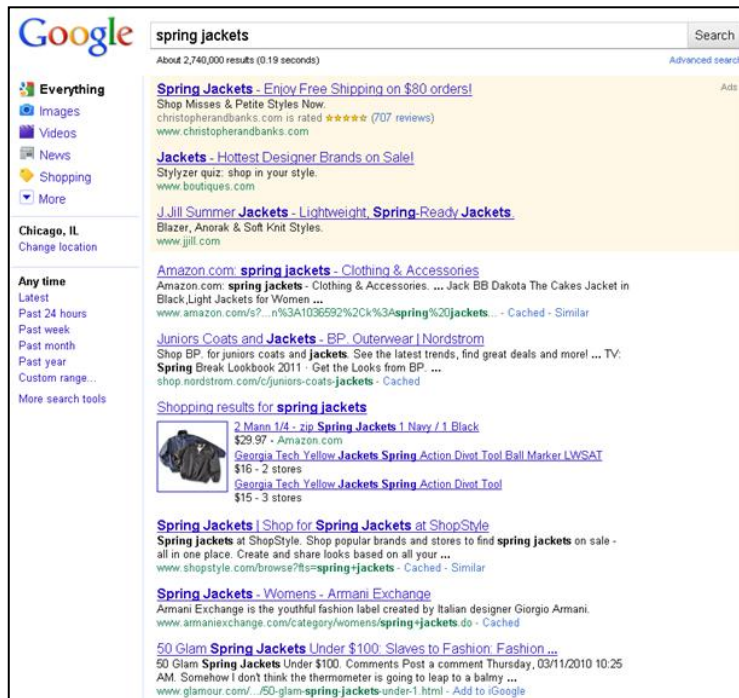 Google
spring jackets
Search
About 2,740,000 results (0.19 seconds)
Advanced search
Everything
Images
Videos
News
Shopping
More
Chicago, IL
Change location
Any time
Latest
Past 24 hours
Past week
Past month
Past year
Custom range...
More search tools
Spring Jackets - Enjoy Free Shipping on $80 orders!
Ads
Shop Misses & Petite Styles Now.
christopherandbanks.com is rated ★★★★★ (707 reviews)
www.christopherandbanks.com
Jackets - Hottest Designer Brands on Sale!
Stylyzer quiz: shop in your style.
www.boutiques.com
J.Jill Summer Jackets - Lightweight, Spring-Ready Jackets.
Blazer, Anorak & Soft Knit Styles.
www.jjill.com
Amazon.com: spring jackets - Clothing & Accessories
Amazon.com: spring jackets - Clothing & Accessories. ... Jack BB Dakota The Cakes Jacket in
Black,Light Jackets for Women ...
www.amazon.com/s?...n%3A1036592%2Ck%3Aspring%20jackets... - Cached - Similar
Juniors Coats and Jackets - BP. Outerwear | Nordstrom
Shop BP. for juniors coats and jackets. See the latest trends, find great deals and more! ... TV:
Spring Break Lookbook 2011 · Get the Looks from BP. ...
shop.nordstrom.com/c/juniors-coats-jackets - Cached
Shopping results for spring jackets
2 Mann 1/4 - zip Spring Jackets 1 Navy / 1 Black
$29.97 - Amazon.com
Georgia Tech Yellow Jackets Spring Action Divot Tool Ball Marker LWSAT
$16 - 2 stores
Georgia Tech Yellow Jackets Spring Action Divot Tool
$15 - 3 stores
Spring Jackets | Shop for Spring Jackets at ShopStyle
Spring jackets at ShopStyle. Shop popular brands and stores to find spring jackets on sale -
all in one place. Create and share looks based on all your ...
www.shopstyle.com/browse?fts=spring+jackets - Cached - Similar
Spring Jackets - Womens - Armani Exchange
Armani Exchange is the youthful fashion label created by Italian designer Giorgio Armani.
www.armaniexchange.com/category/womens/spring+jackets.do - Cached
50 Glam Spring Jackets Under $100: Slaves to Fashion: Fashion ...
50 Glam Spring Jackets Under $100. Comments Post a comment Thursday, 03/11/2010 10:25
AM. Somehow I don't think the thermometer is going to leap to a balmy ...
www.glamour.com/.../50-glam-spring-jackets-under-1.html - Add to iGoogle